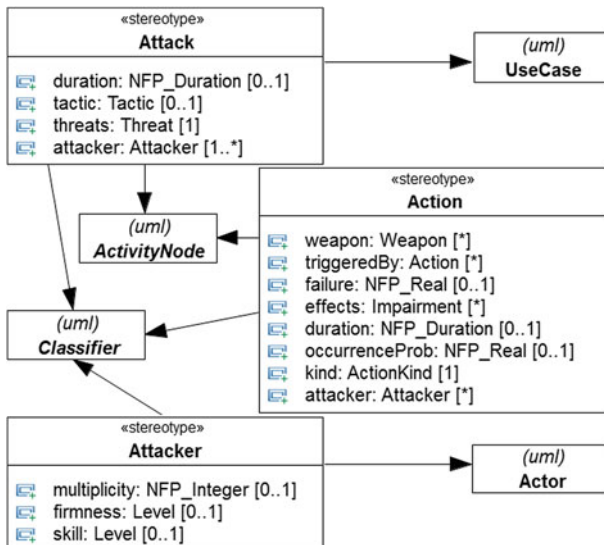 «stereotype»
Attack
duration: NFP_Duration [0..1]
tactic: Tactic [0..1]
threats: Threat [1]
attacker: Attacker [1..*]
(uml)
UseCase
(uml)
ActivityNode
«stereotype»
Action
weapon: Weapon [*]
triggeredBy: Action [*]
failure: NFP_Real [0..1]
effects: Impairment [*]
duration: NFP_Duration [0..1]
occurrenceProb: NFP_Real [0..1]
kind: ActionKind [1]
attacker: Attacker [*]
(uml)
Classifier
«stereotype»
Attacker
multiplicity: NFP_Integer [0..1]
firmness: Level [0..1]
skill: Level [0..1]
(uml)
Actor